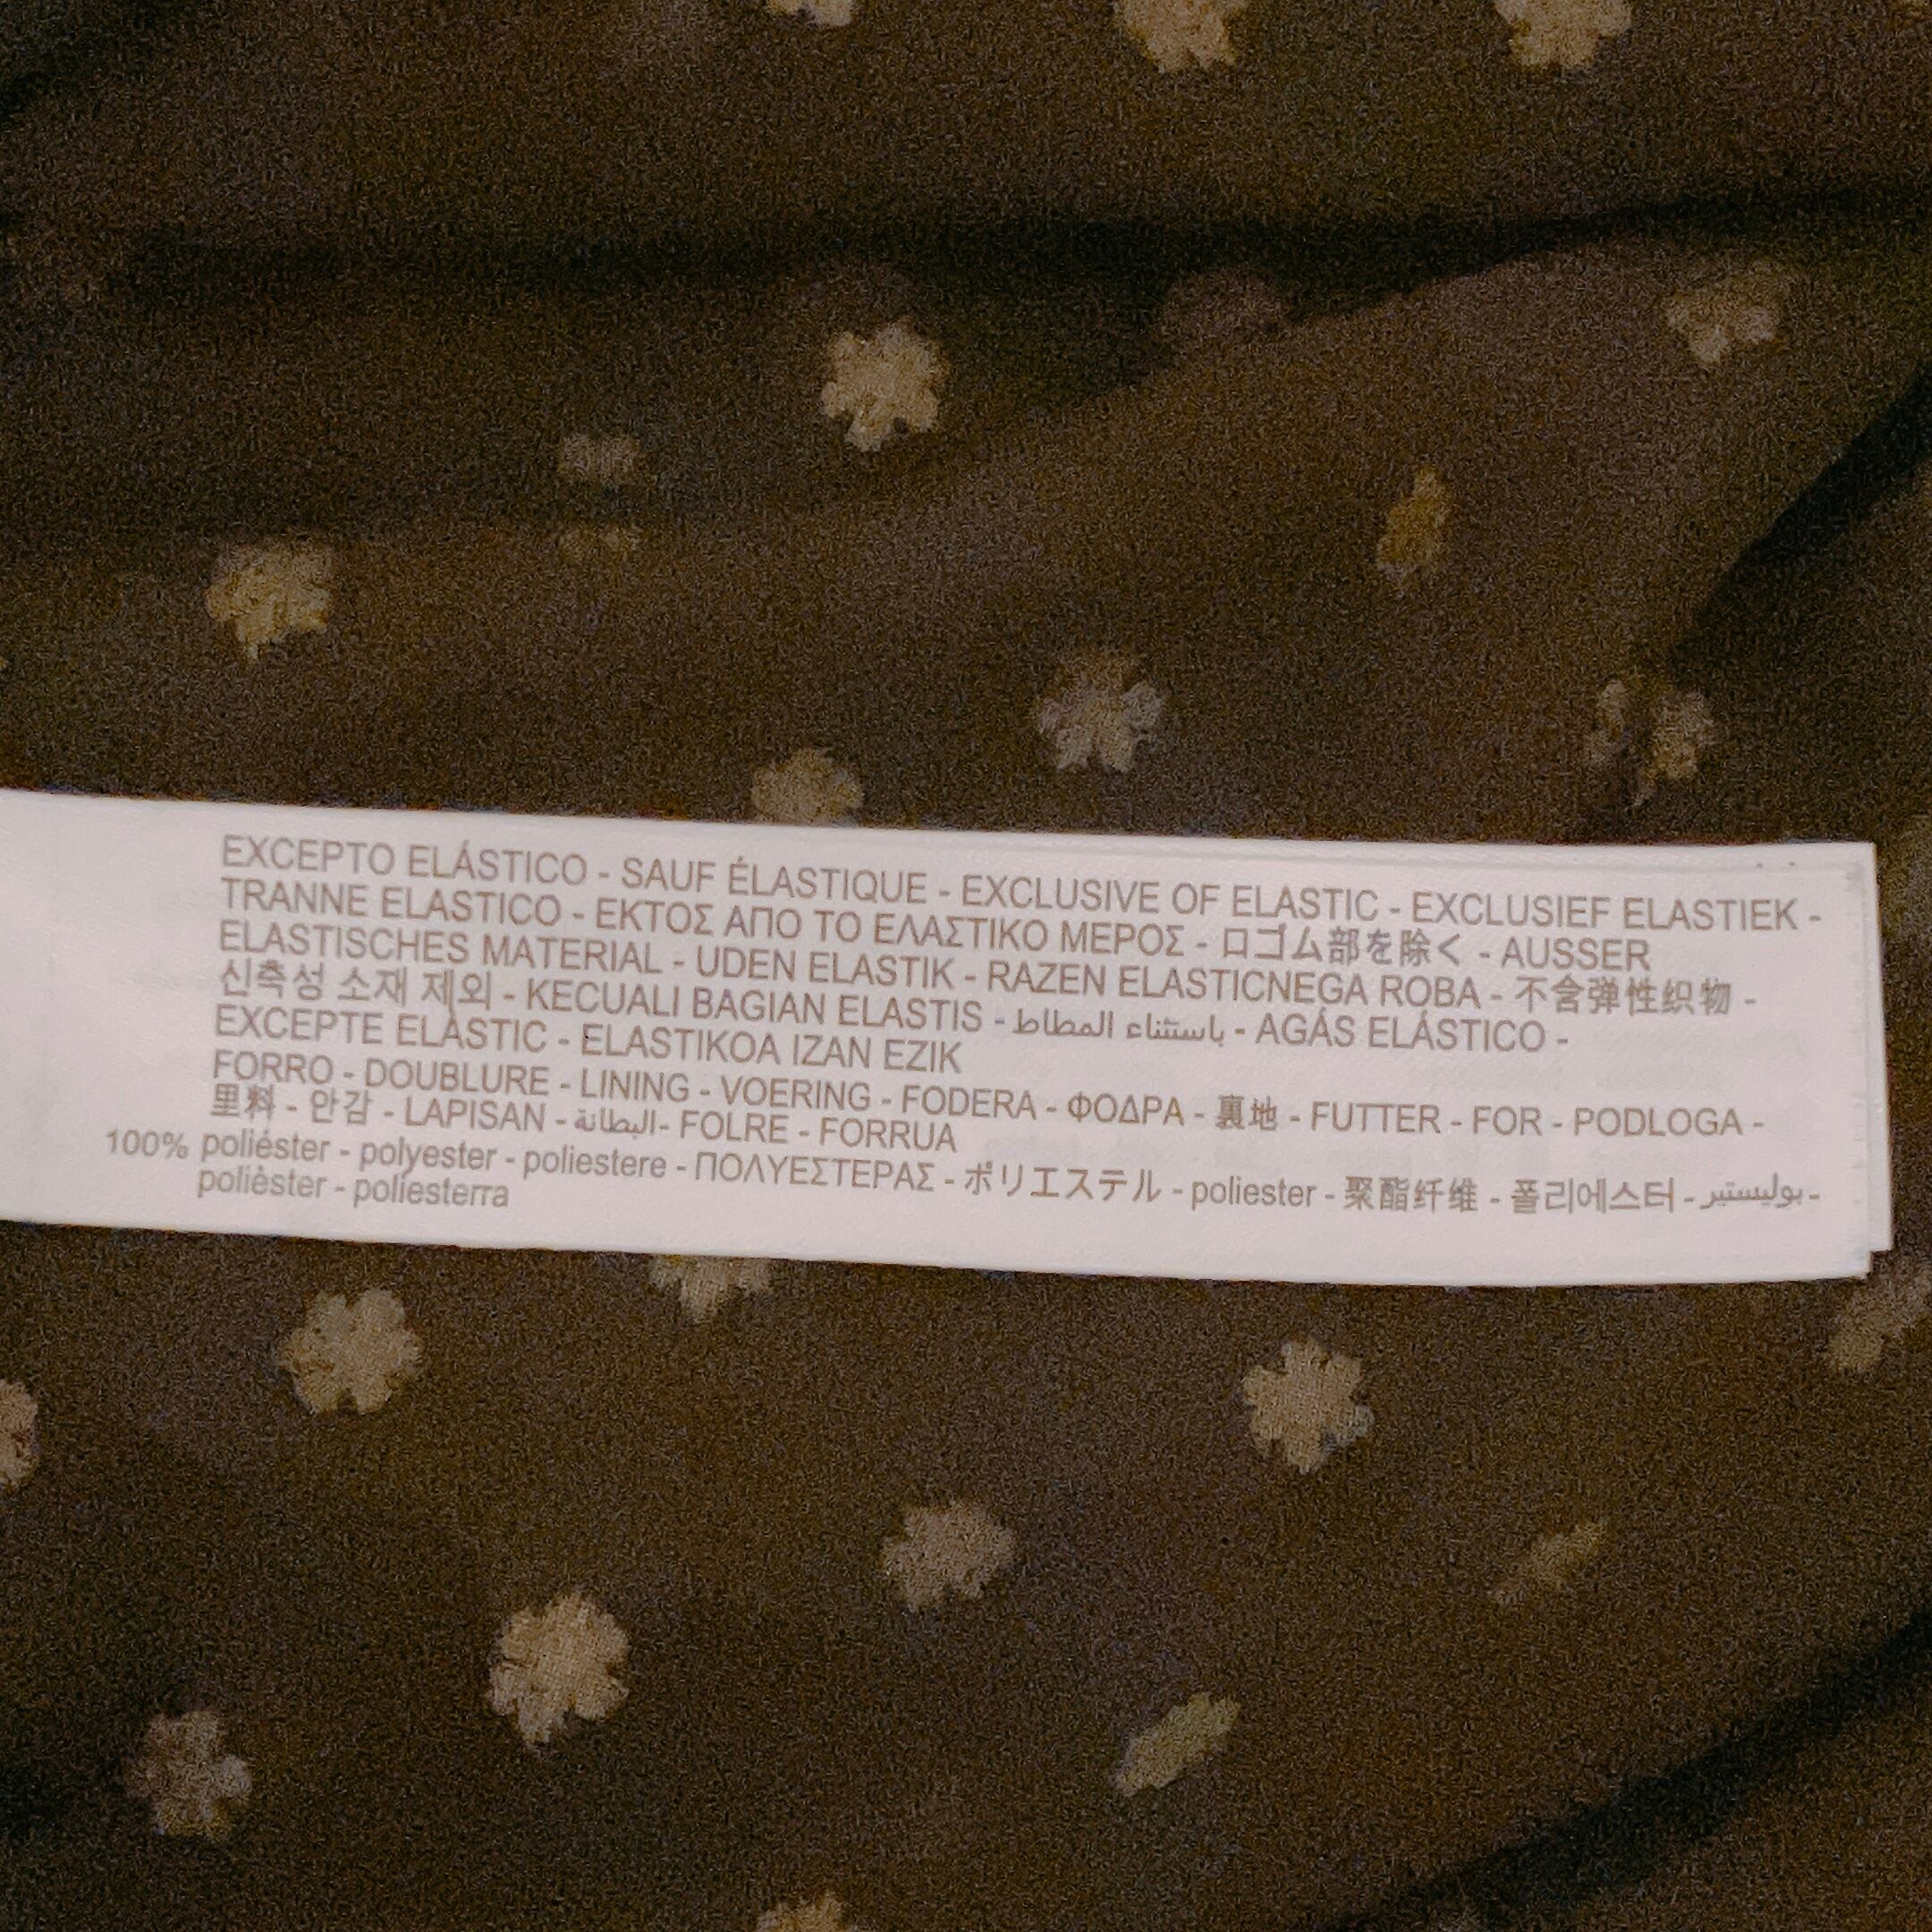 EXCEPTO ELÁSTICO - SAUF ÉLASTIQUE - EXCLUSIVE OF ELASTIC - EXCLUSIEF ELASTIEK -
TRANNE ELASTICO - ΕΚΤΟΣ ΑΠΟ ΤΟ ΕΛΑΣΤΙΚΟ ΜΕΡΟΣ - ロゴム部を除く - AUSSER
ELASTISCHES MATERIAL - UDEN ELASTIK - RAZEN ELASTICNEGA ROBA - 不含弹性织物 -
신축성 소재 제외 - KECUALI BAGIAN ELASTIS - باستثناء المطاط - AGÁS ELÁSTICO -
EXCEPTE ELÀSTIC - ELASTIKOA IZAN EZIK
FORRO - DOUBLURE - LINING - VOERING - FODERA - ΦΟΔΡΑ - 裏地 - FUTTER - FOR - PODLOGA -
里料 - 안감 - LAPISAN - البطانة- FOLRE - FORRUA
100% poliéster - polyester - poliestere - ΠΟΛΥΕΣΤΕΡΑΣ - ポリエステル - poliester - 聚酯纤维 - 폴리에스터 - بوليستير -
polièster - poliesterra